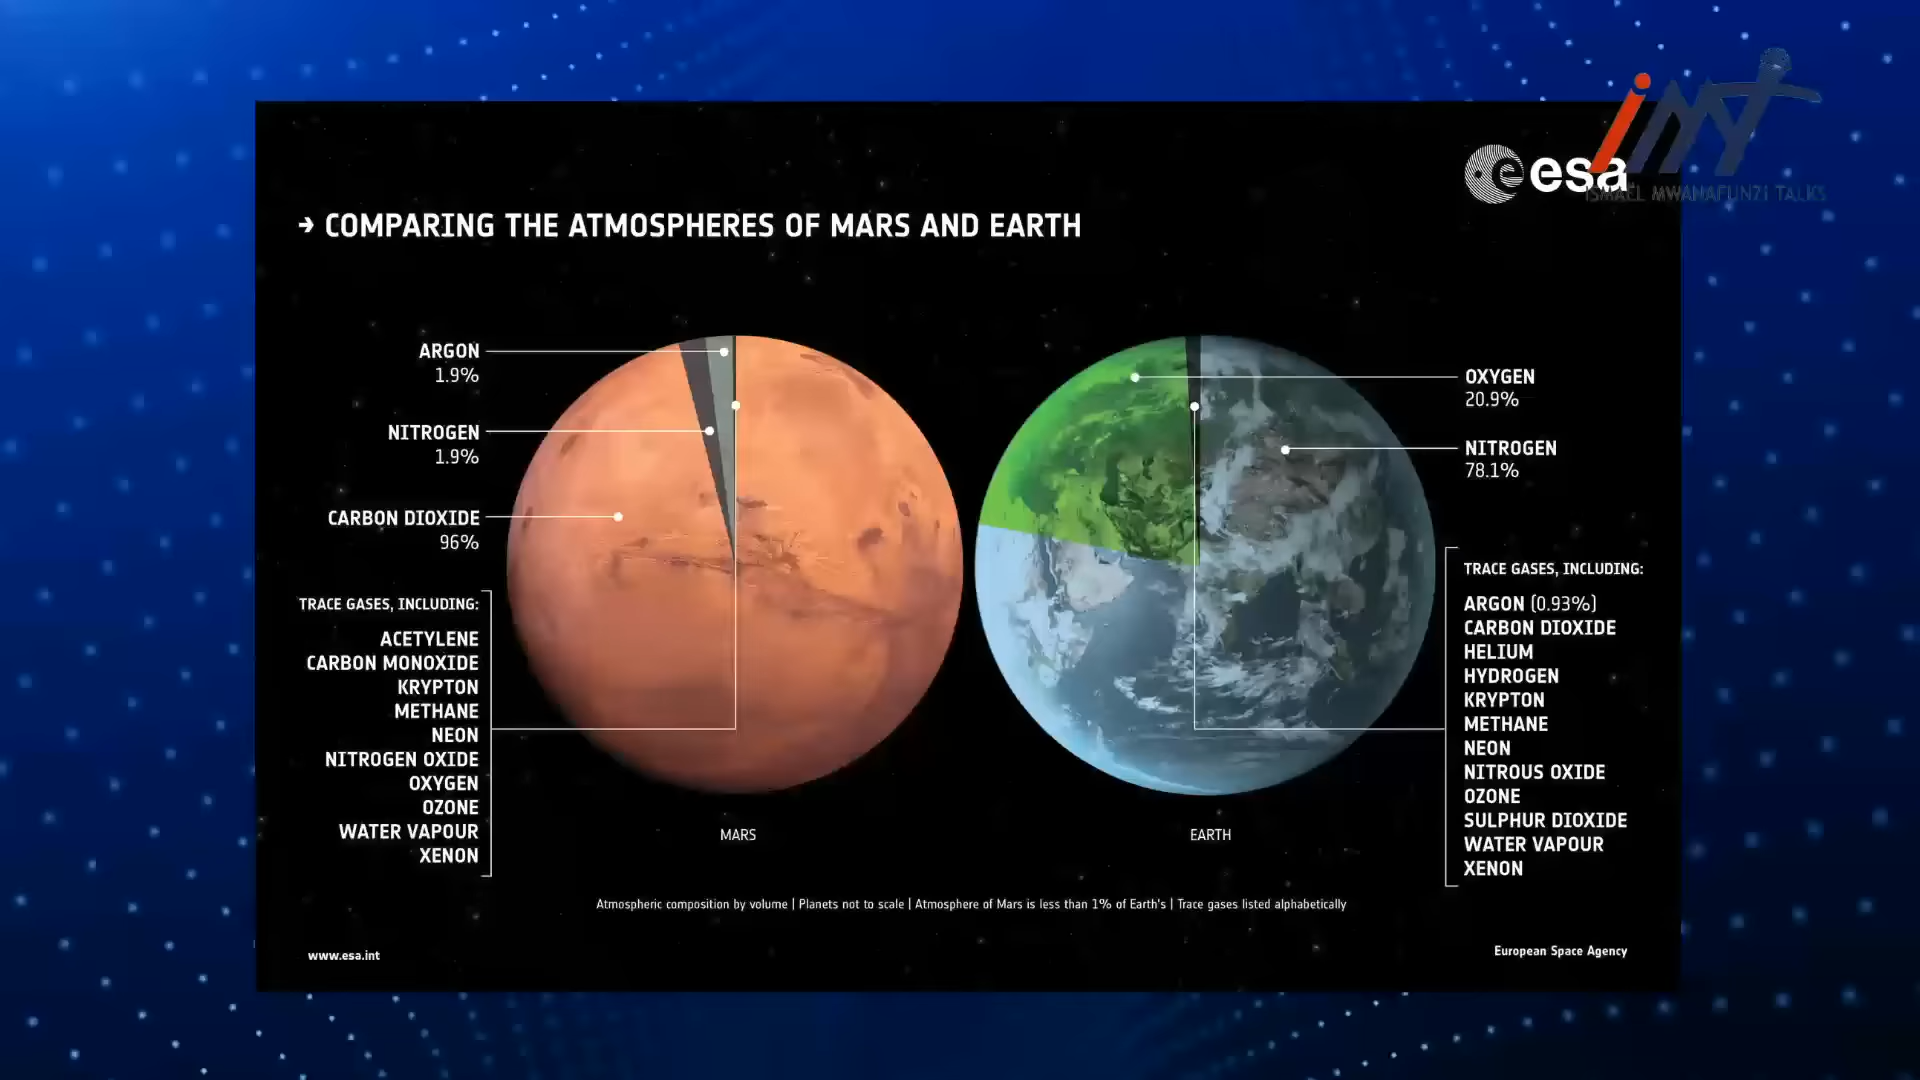 iMT
ISMAËL MWANAFUNZI TALKS
esa
→ COMPARING THE ATMOSPHERES OF MARS AND EARTH
ARGON
1.9%
NITROGEN
1.9%
CARBON DIOXIDE
96%
TRACE GASES, INCLUDING:
ACETYLENE
CARBON MONOXIDE
KRYPTON
METHANE
NEON
NITROGEN OXIDE
OXYGEN
OZONE
WATER VAPOUR
XENON
MARS
OXYGEN
20.9%
NITROGEN
78.1%
TRACE GASES, INCLUDING:
ARGON (0.93%)
CARBON DIOXIDE
HELIUM
HYDROGEN
KRYPTON
METHANE
NEON
NITROUS OXIDE
OZONE
SULPHUR DIOXIDE
WATER VAPOUR
XENON
EARTH
Atmospheric composition by volume | Planets not to scale | Atmosphere of Mars is less than 1% of Earth's | Trace gases listed alphabetically
www.esa.int
European Space Agency